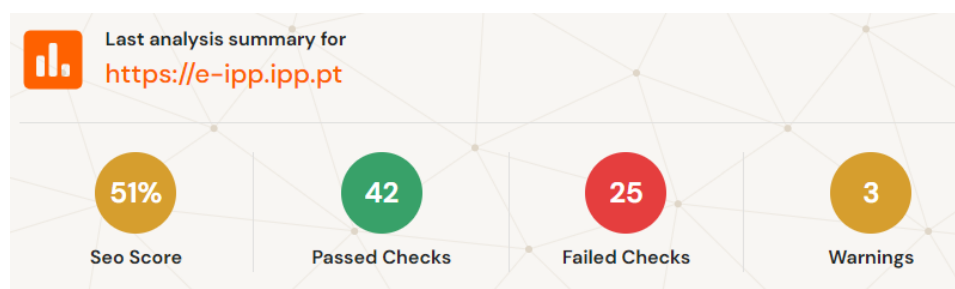 Last analysis summary for
https://e-ipp.ipp.pt
51%
42
25
3
Seo Score
Passed Checks
Failed Checks
Warnings